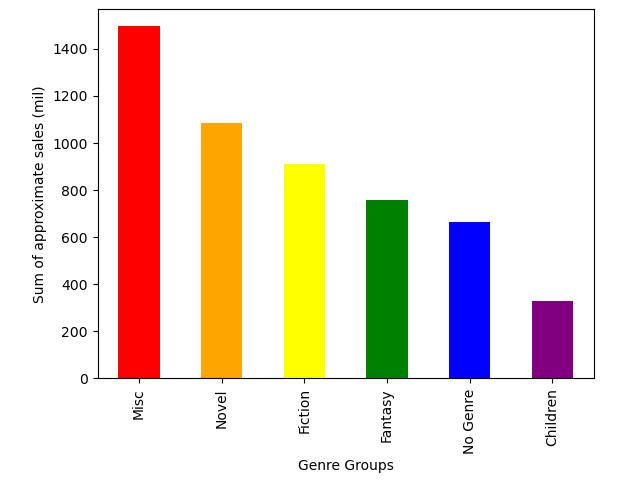 Sum of approximate sales (mil)
1400
1200
1000
800
600
400
200
0
Misc
Novel
Fiction
Fantasy
No Genre
Children
Genre Groups